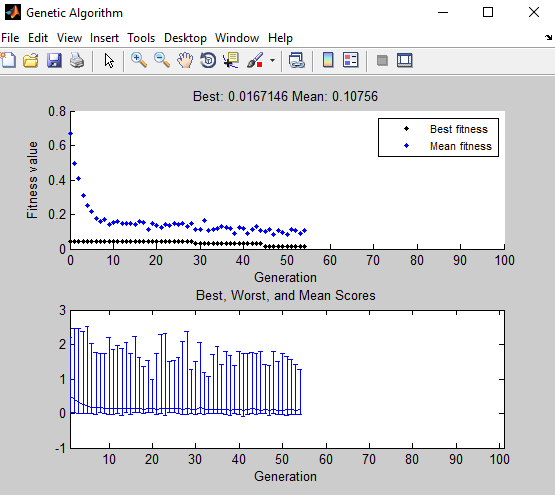 Genetic Algorithm
File Edit View Insert Tools Desktop Window Help
Best: 0.0167146 Mean: 0.10756
0.8
0.6
0.4
0.2
0
Fitness value
Best fitness
Mean fitness
0 10 20 30 40 50 60 70 80 90 100
Generation
Best, Worst, and Mean Scores
3
2
1
0
-1
10 20 30 40 50 60 70 80 90 100
Generation